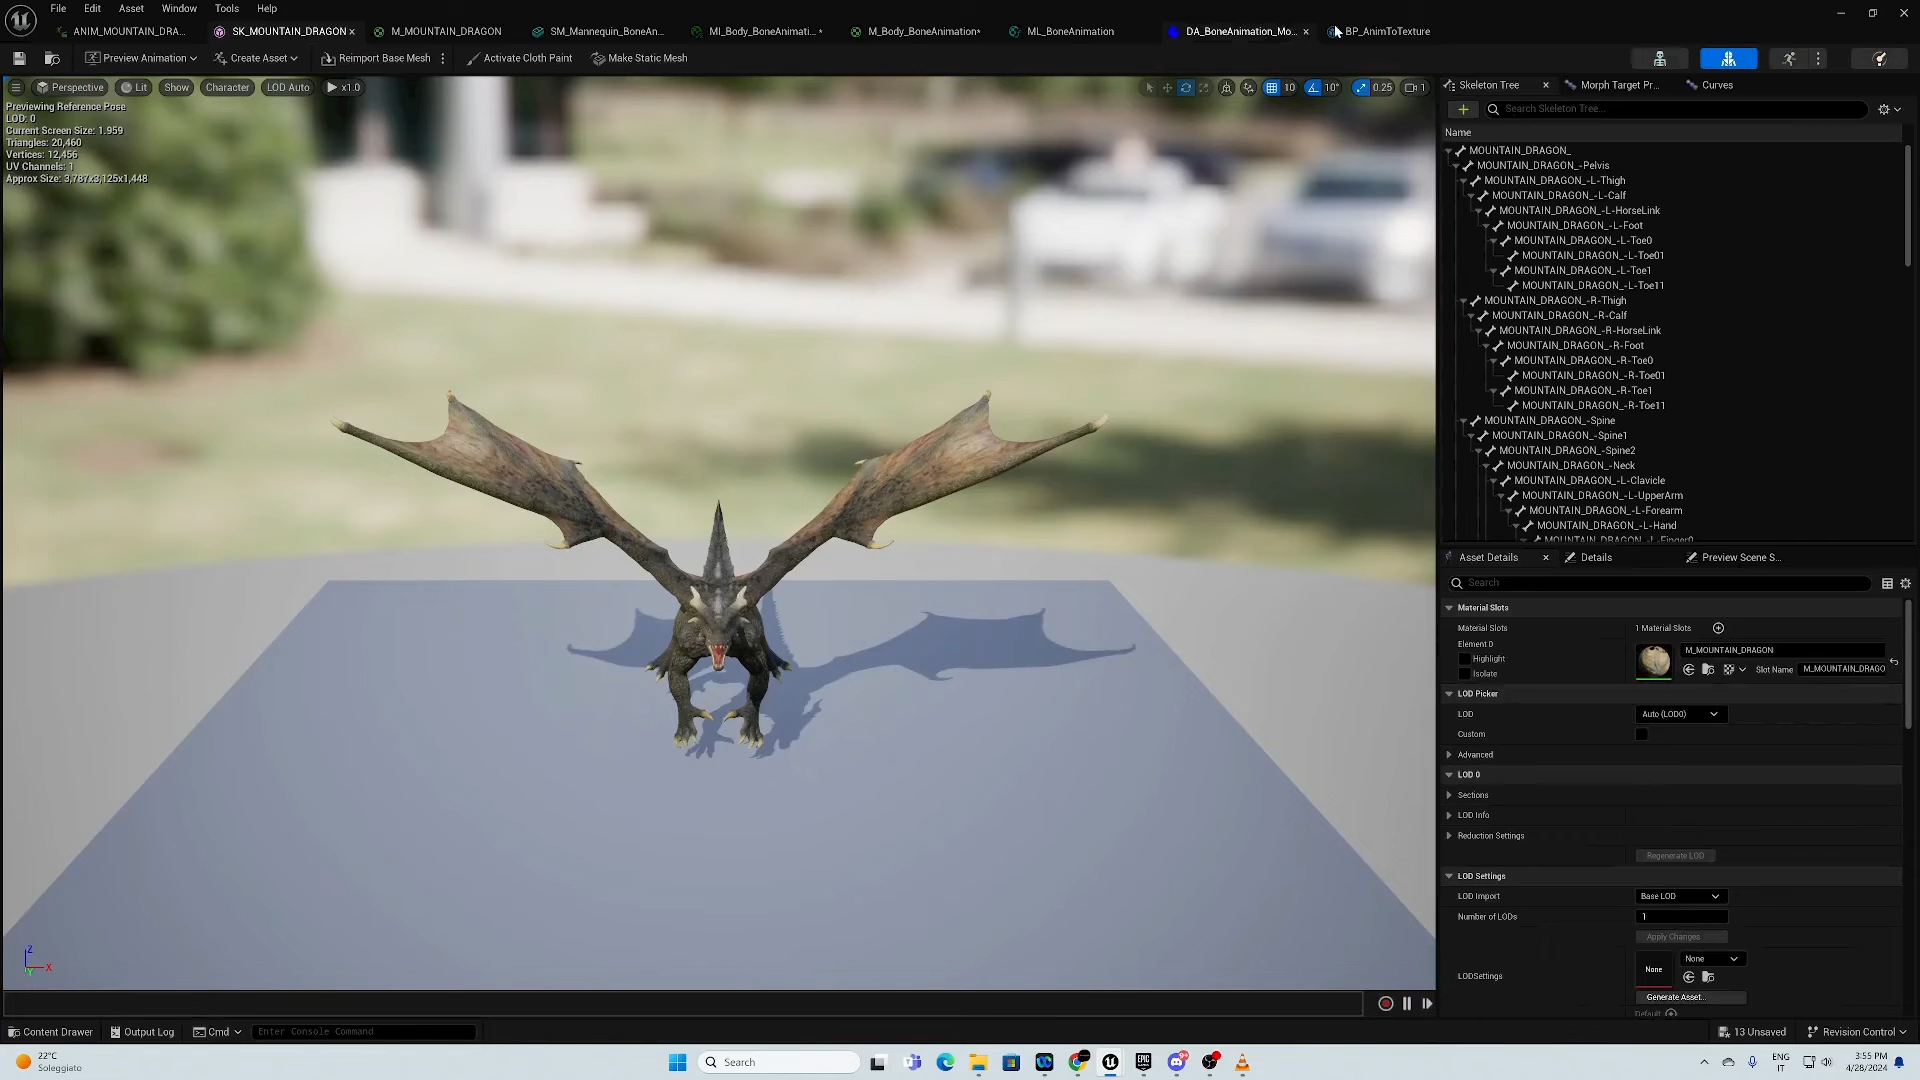 File Edit Asset Window Tools Help
ANIM_MOUNTAIN_DRA...
SK_MOUNTAIN_DRAGON
M_MOUNTAIN_DRAGON
SM_Mannequin_BoneAn...
MI_Body_BoneAnimati... *
M_Body_BoneAnimation*
ML_BoneAnimation
DA_BoneAnimation_Mo...
BP_AnimToTexture
Preview Animation
Create Asset
Reimport Base Mesh
Activate Cloth Paint
Make Static Mesh
Perspective Lit Show Character LOD Auto x1.0
10 10° 0.25 1
Previewing Reference Pose
LOD: 0
Current Screen Size: 1.959
Triangles: 20,460
Vertices: 12,456
UV Channels: 1
Approx Size: 3,787x3,125x1,448
Z
Y X
Skeleton Tree
Morph Target Pr...
Curves
Search Skeleton Tree...
Name
MOUNTAIN_DRAGON_
MOUNTAIN_DRAGON_-Pelvis
MOUNTAIN_DRAGON_-L-Thigh
MOUNTAIN_DRAGON_-L-Calf
MOUNTAIN_DRAGON_-L-HorseLink
MOUNTAIN_DRAGON_-L-Foot
MOUNTAIN_DRAGON_-L-Toe0
MOUNTAIN_DRAGON_-L-Toe01
MOUNTAIN_DRAGON_-L-Toe1
MOUNTAIN_DRAGON_-L-Toe11
MOUNTAIN_DRAGON_-R-Thigh
MOUNTAIN_DRAGON_-R-Calf
MOUNTAIN_DRAGON_-R-HorseLink
MOUNTAIN_DRAGON_-R-Foot
MOUNTAIN_DRAGON_-R-Toe0
MOUNTAIN_DRAGON_-R-Toe01
MOUNTAIN_DRAGON_-R-Toe1
MOUNTAIN_DRAGON_-R-Toe11
MOUNTAIN_DRAGON_-Spine
MOUNTAIN_DRAGON_-Spine1
MOUNTAIN_DRAGON_-Spine2
MOUNTAIN_DRAGON_-Neck
MOUNTAIN_DRAGON_-L-Clavicle
MOUNTAIN_DRAGON_-L-UpperArm
MOUNTAIN_DRAGON_-L-Forearm
MOUNTAIN_DRAGON_-L-Hand
MOUNTAIN_DRAGON_-L-Finger0
Asset Details
Details
Preview Scene S...
Search
Material Slots
Material Slots 1 Material Slots
Element 0
Highlight
Isolate
M_MOUNTAIN_DRAGON
Slot Name M_MOUNTAIN_DRAGO
LOD Picker
LOD Auto (LOD0)
Custom
Advanced
LOD 0
Sections
LOD Info
Reduction Settings
Regenerate LOD
LOD Settings
LOD Import Base LOD
Number of LODs 1
Apply Changes
LODSettings None None
Generate Asset...
Default
Content Drawer
Output Log
Cmd
Enter Console Command
13 Unsaved
Revision Control
22°C
Soleggiato
Search
ENG
IT
3:55 PM
4/28/2024